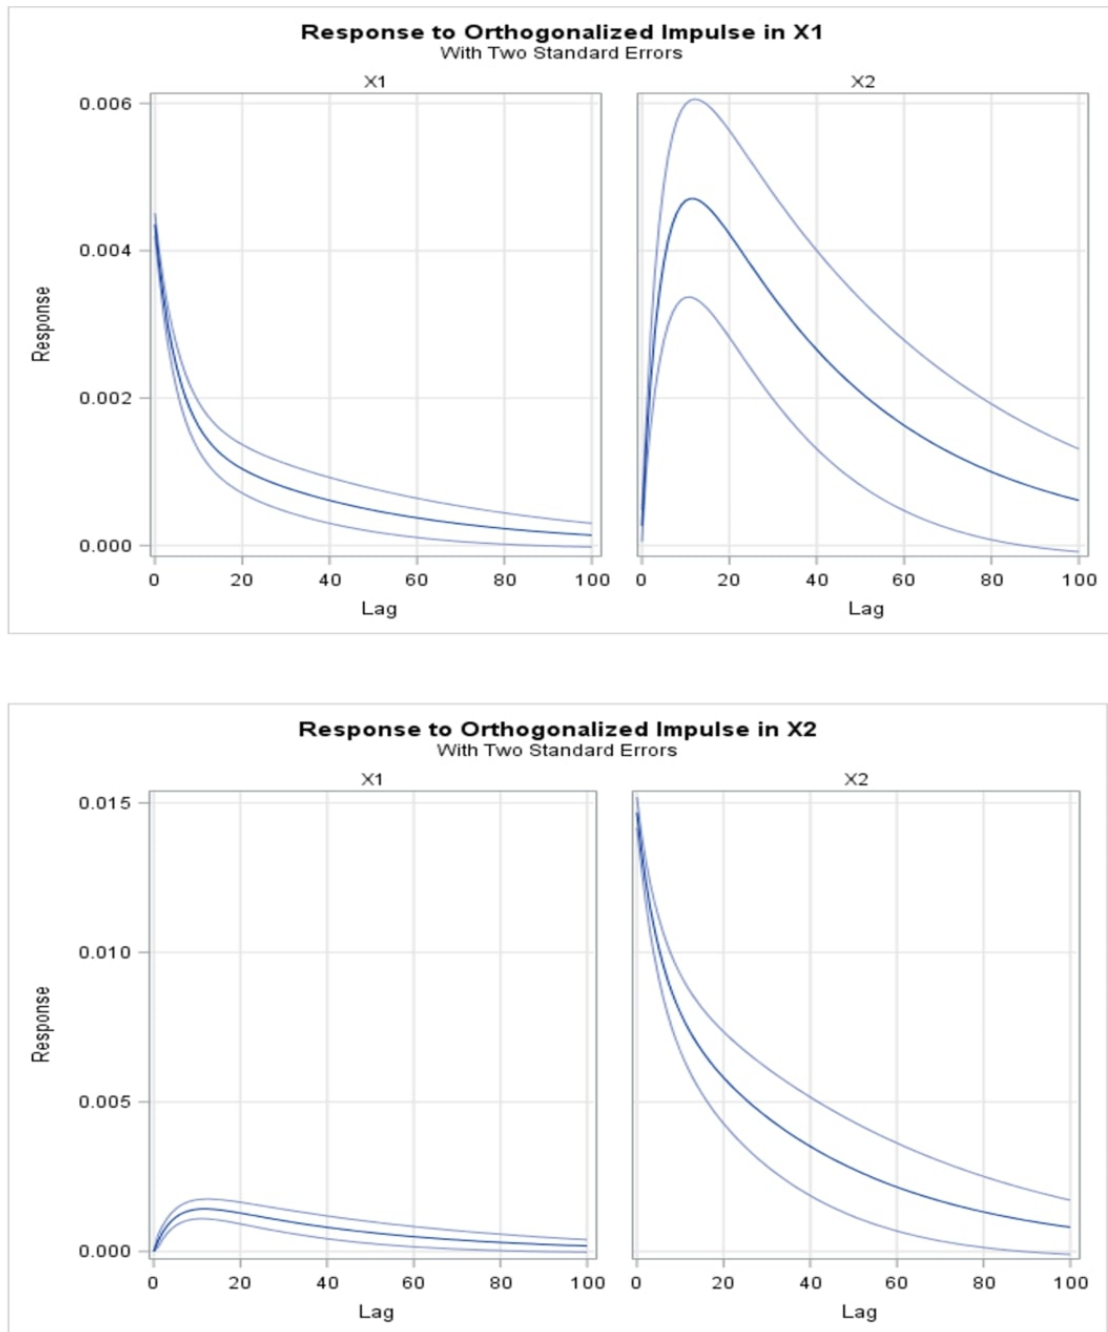 Response to Orthogonalized Impulse in X1
With Two Standard Errors
X1 X2
0.006
0.004
0.002
0.000
Response
0 20 40 60 80 100 0 20 40 60 80 100
Lag Lag
Response to Orthogonalized Impulse in X2
With Two Standard Errors
X1 X2
0.015
0.010
0.005
0.000
Response
0 20 40 60 80 100 0 20 40 60 80 100
Lag Lag